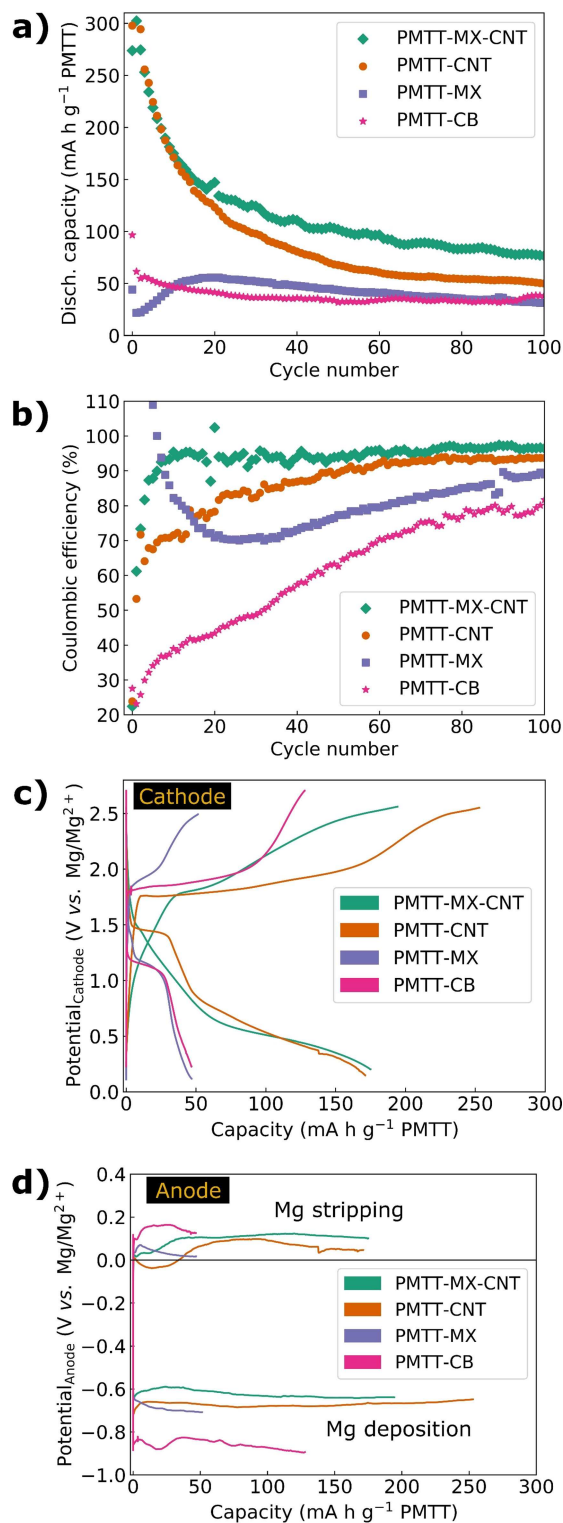 a)
300
250
200
150
100
50
0
Disch. capacity (mA h g⁻¹ PMTT)
PMTT-MX-CNT
PMTT-CNT
PMTT-MX
PMTT-CB
0 20 40 60 80 100
Cycle number
b)
110
100
90
80
70
60
50
40
30
20
Coulombic efficiency (%)
PMTT-MX-CNT
PMTT-CNT
PMTT-MX
PMTT-CB
0 20 40 60 80 100
Cycle number
c)
Cathode
2.5
2.0
1.5
1.0
0.5
0.0
Potential_Cathode (V vs. Mg/Mg²⁺)
PMTT-MX-CNT
PMTT-CNT
PMTT-MX
PMTT-CB
0 50 100 150 200 250 300
Capacity (mA h g⁻¹ PMTT)
d)
Anode
Mg stripping
0.4
0.2
0.0
−0.2
−0.4
−0.6
−0.8
−1.0
Potential_Anode (V vs. Mg/Mg²⁺)
PMTT-MX-CNT
PMTT-CNT
PMTT-MX
PMTT-CB
Mg deposition
0 50 100 150 200 250 300
Capacity (mA h g⁻¹ PMTT)